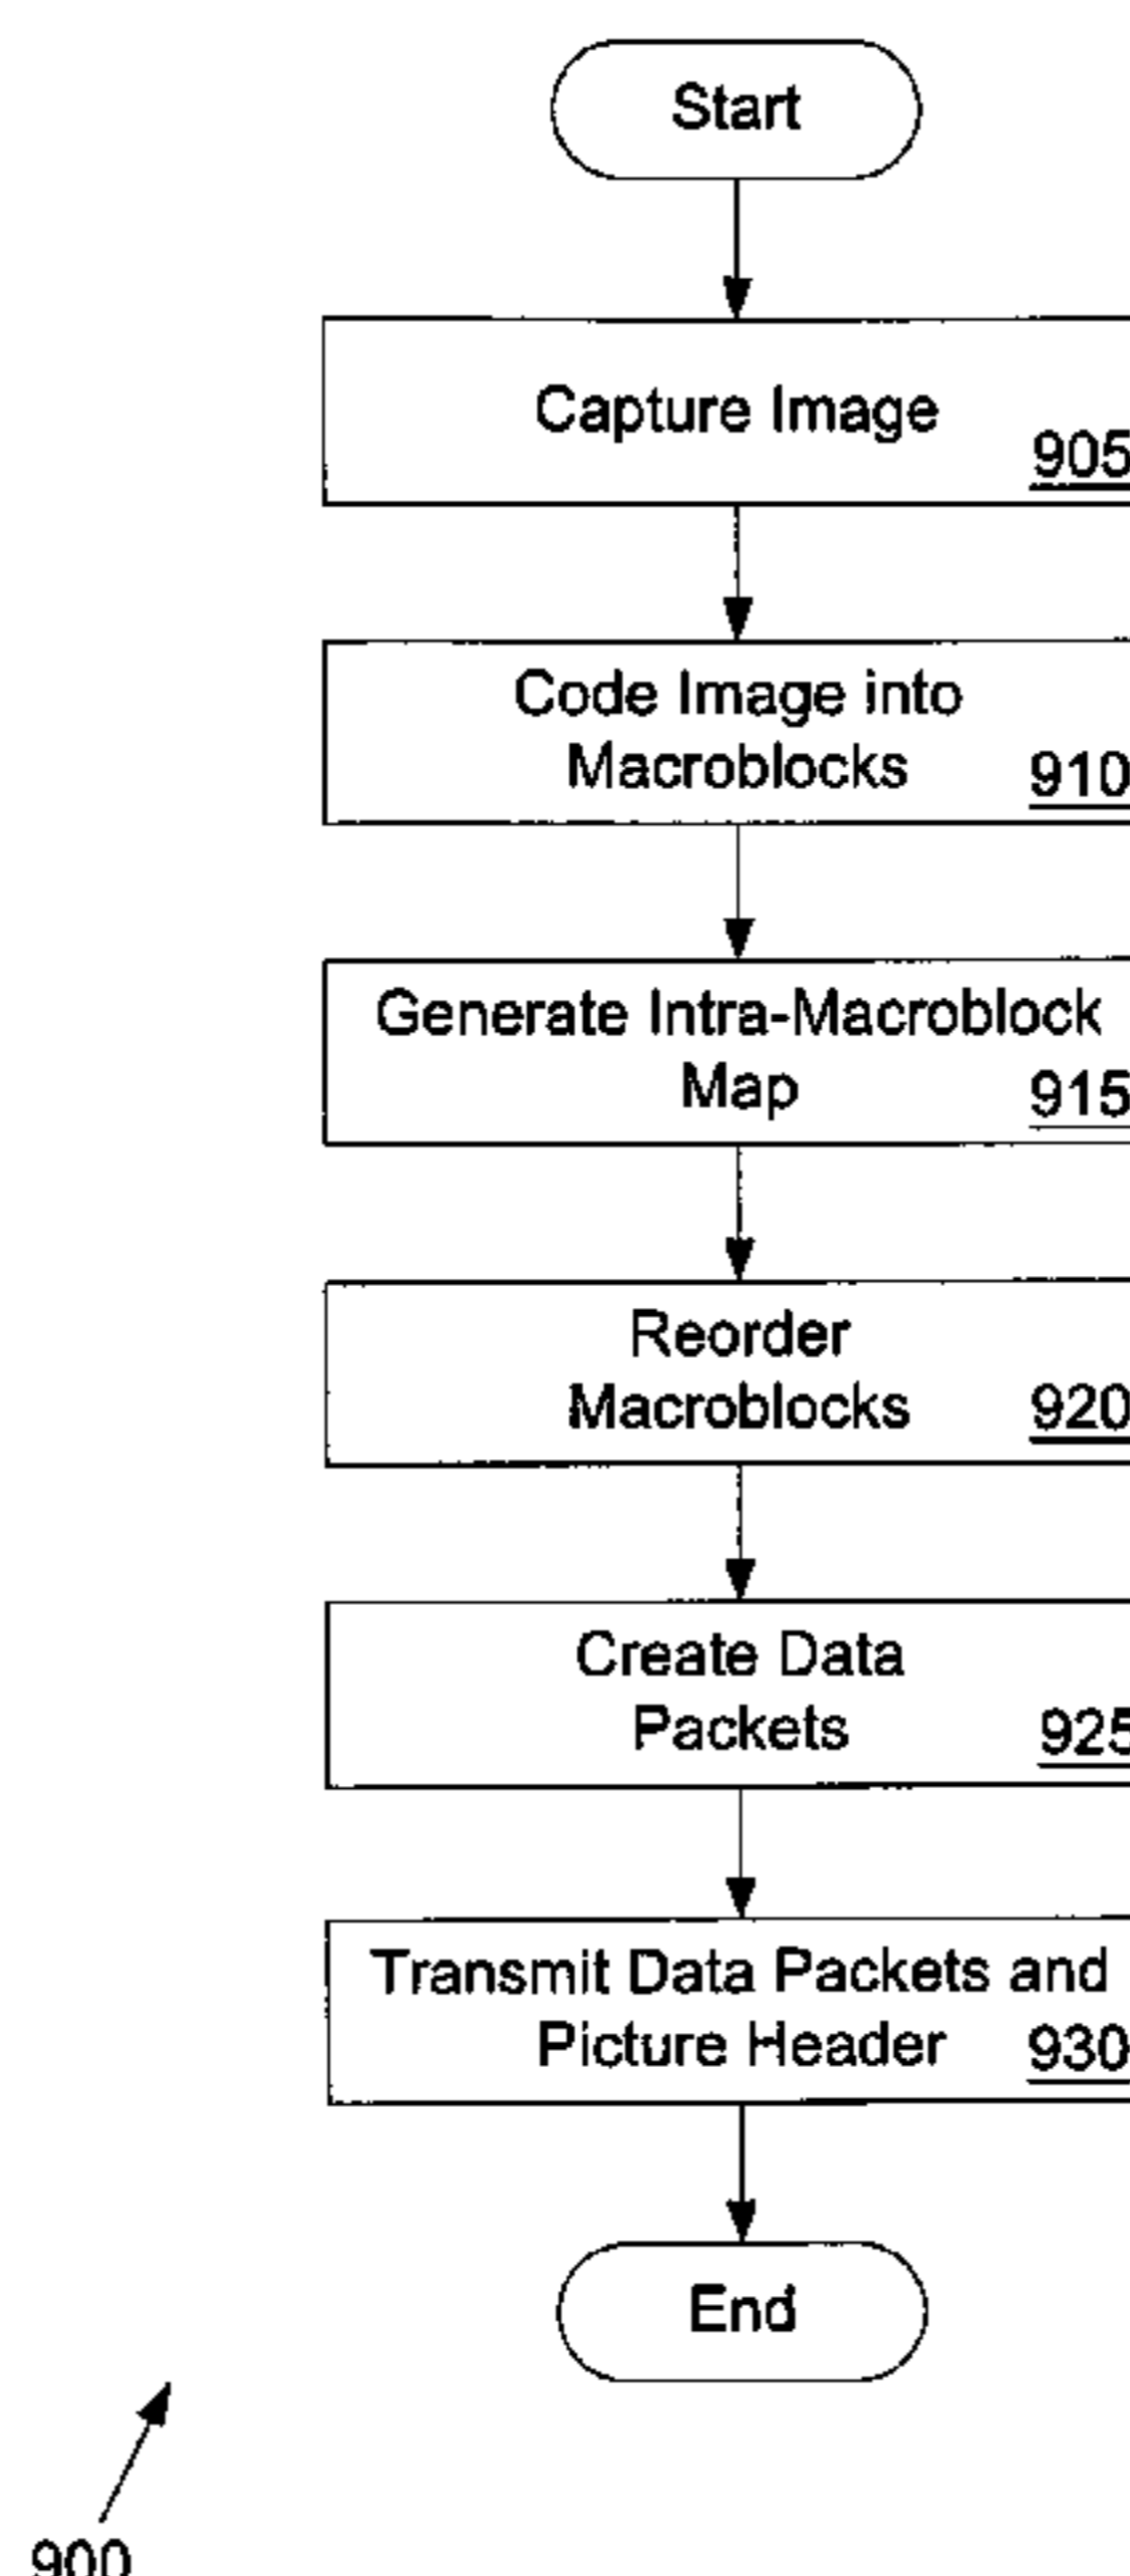 Start
Capture Image
905
Code Image into
Macroblocks
910
Generate Intra-Macroblock
Map
915
Reorder
Macroblocks
920
Create Data
Packets
925
Transmit Data Packets and
Picture Header
930
End
900